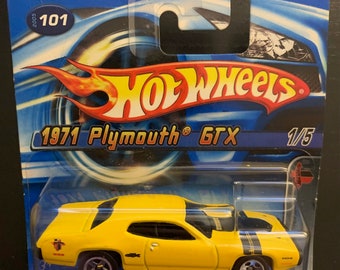 101
HOT WHEELS
1971 Plymouth® GTX
1/5